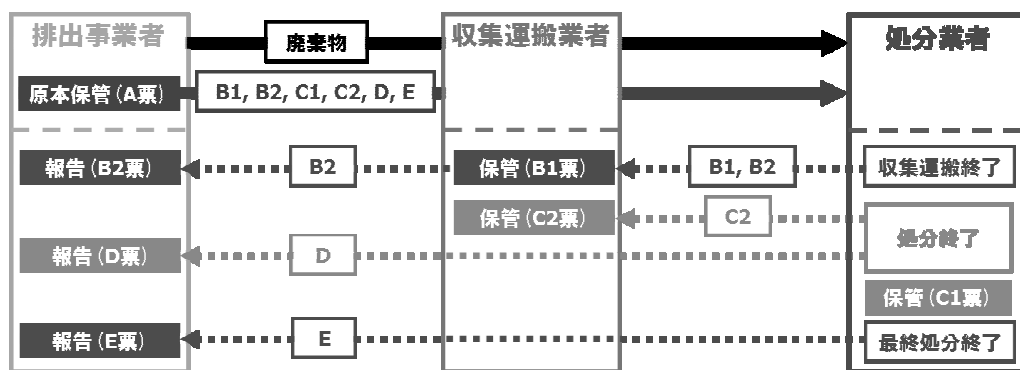 排出事業者
廃棄物
収集運搬業者
処分業者
原本保管(A票)
B1, B2, C1, C2, D, E
報告(B2票)
B2
保管(B1票)
B1, B2
収集運搬終了
保管(C2票)
C2
処分終了
報告(D票)
D
保管(C1票)
報告(E票)
E
最終処分終了